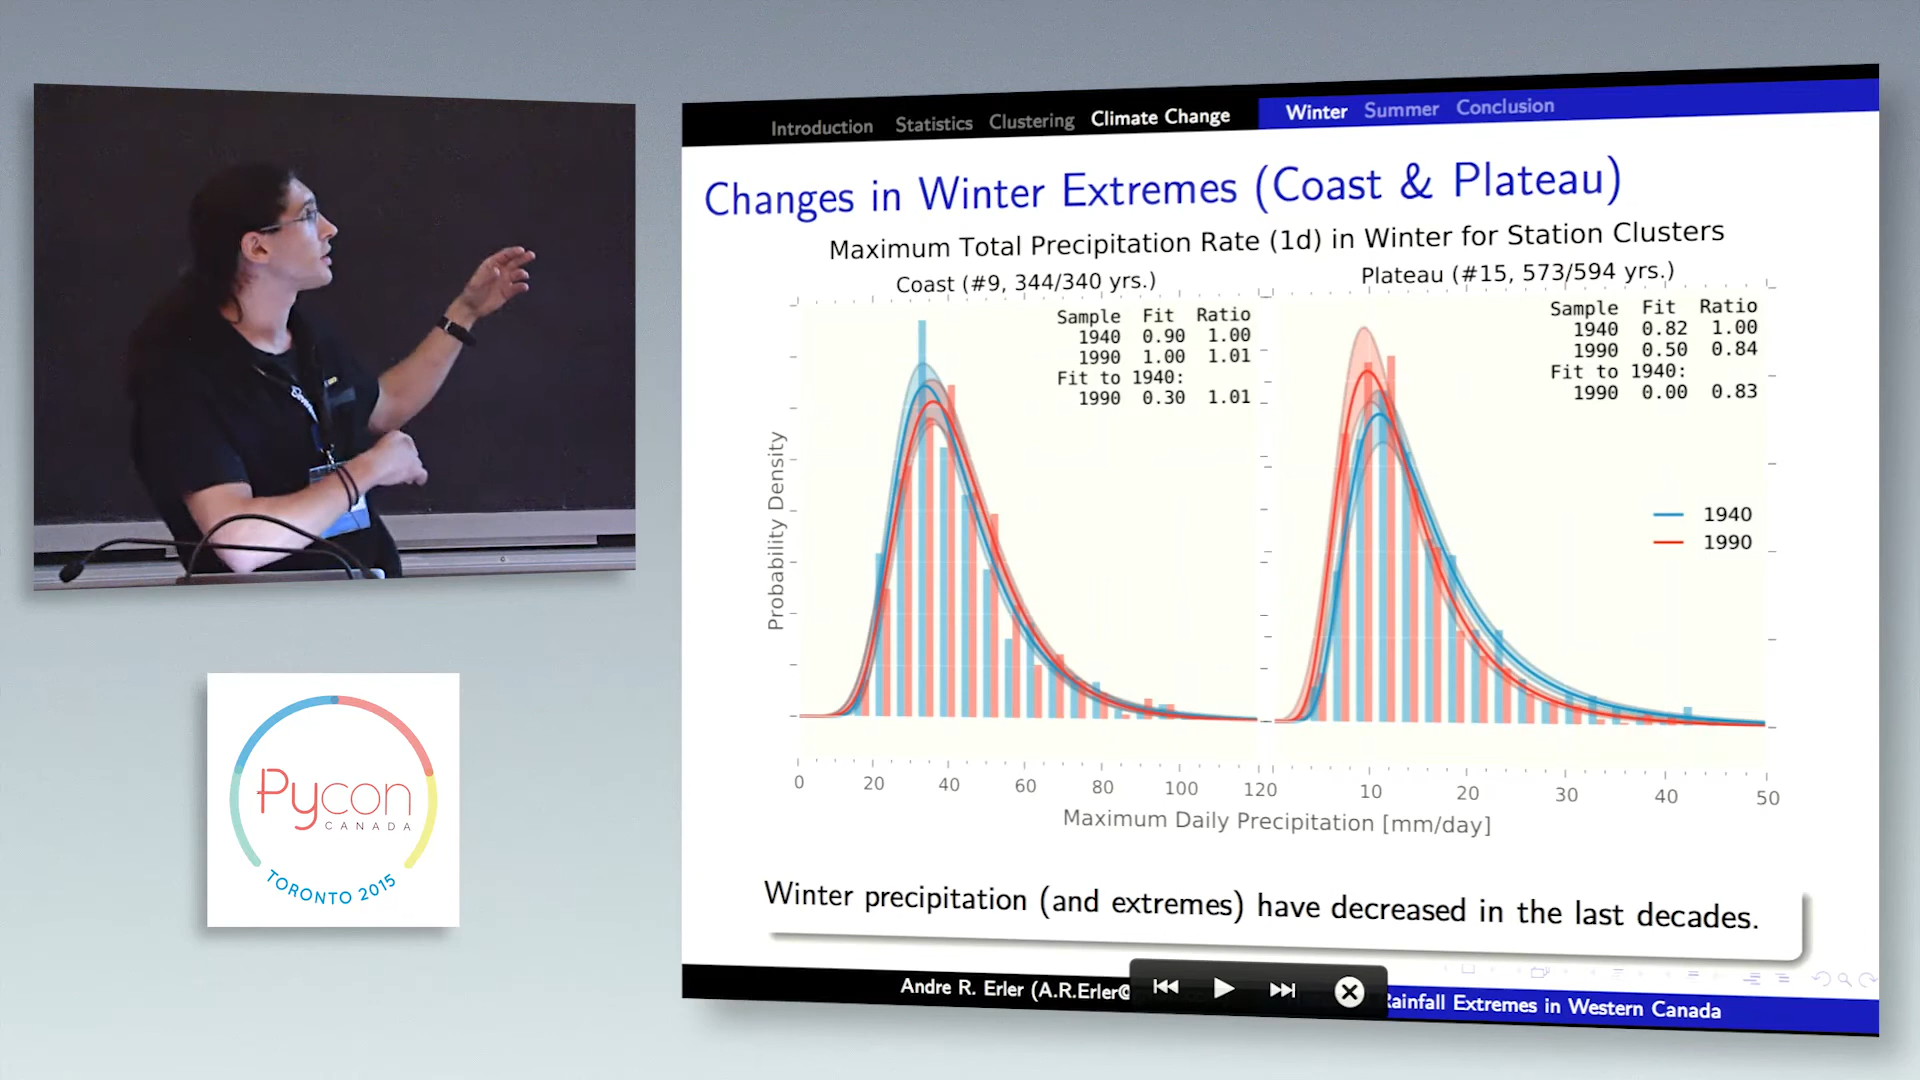 Introduction Statistics Clustering Climate Change Winter Summer Conclusion
Changes in Winter Extremes (Coast & Plateau)
Maximum Total Precipitation Rate (1d) in Winter for Station Clusters
Coast (#9, 344/340 yrs.)
Sample Fit Ratio
1940 0.90 1.00
1990 1.00 1.01
Fit to 1940:
1990 0.30 1.01
Plateau (#15, 573/594 yrs.)
Sample Fit Ratio
1940 0.82 1.00
1990 0.50 0.84
Fit to 1940:
1990 0.00 0.83
1940
1990
Probability Density
0 20 40 60 80 100 120
10 20 30 40 50
Maximum Daily Precipitation [mm/day]
Winter precipitation (and extremes) have decreased in the last decades.
Andre R. Erler (A.R.Erler@
Rainfall Extremes in Western Canada
Pycon
CANADA
TORONTO 2015